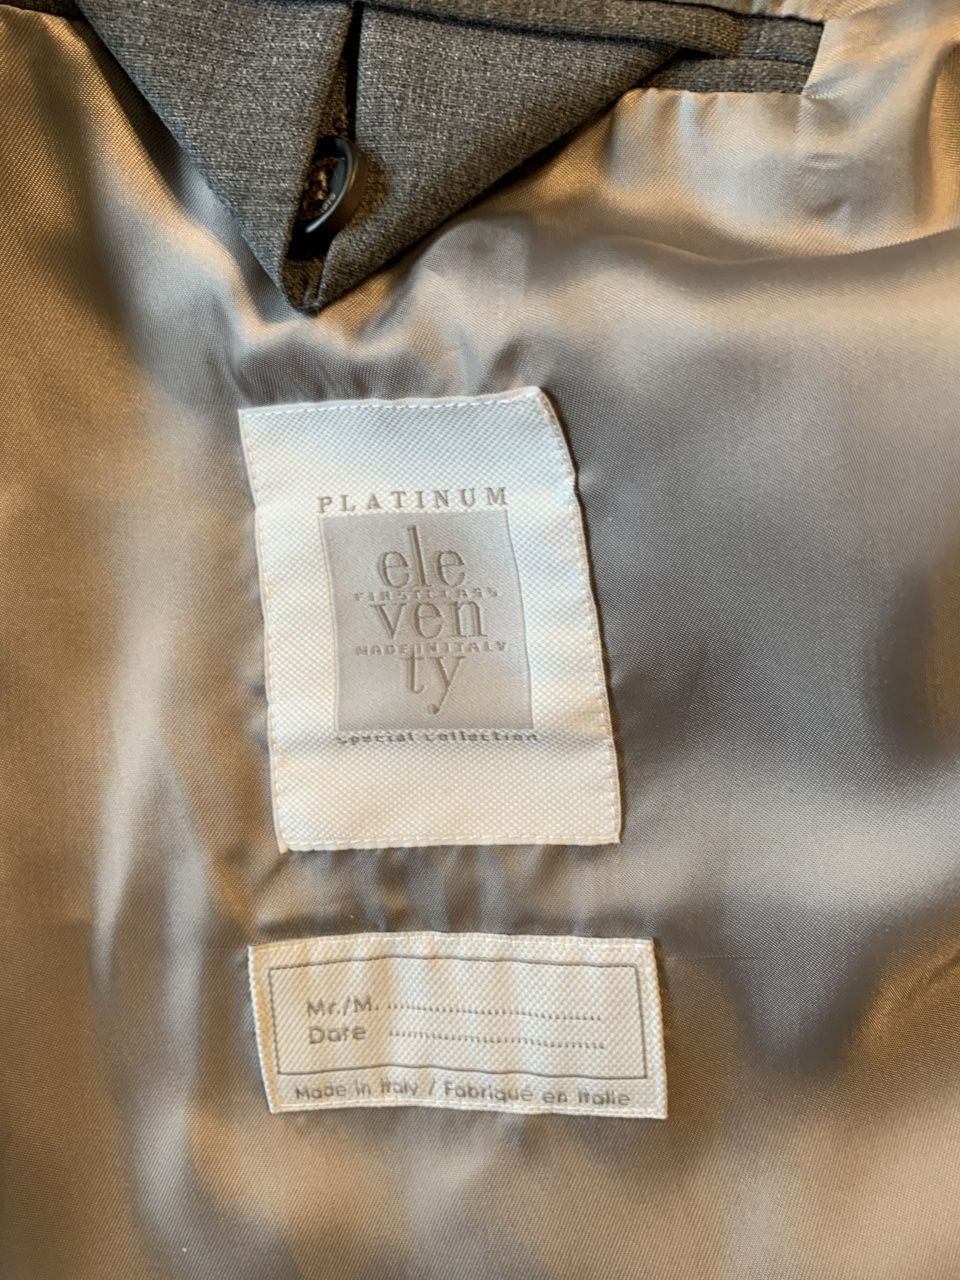 PLATINUM
ele
FIRST CLASS
ven
MADE IN ITALY
ty
special collection
Mr./M. ........................................
Date ........................................
Made in Italy / Fabriqué en Italie